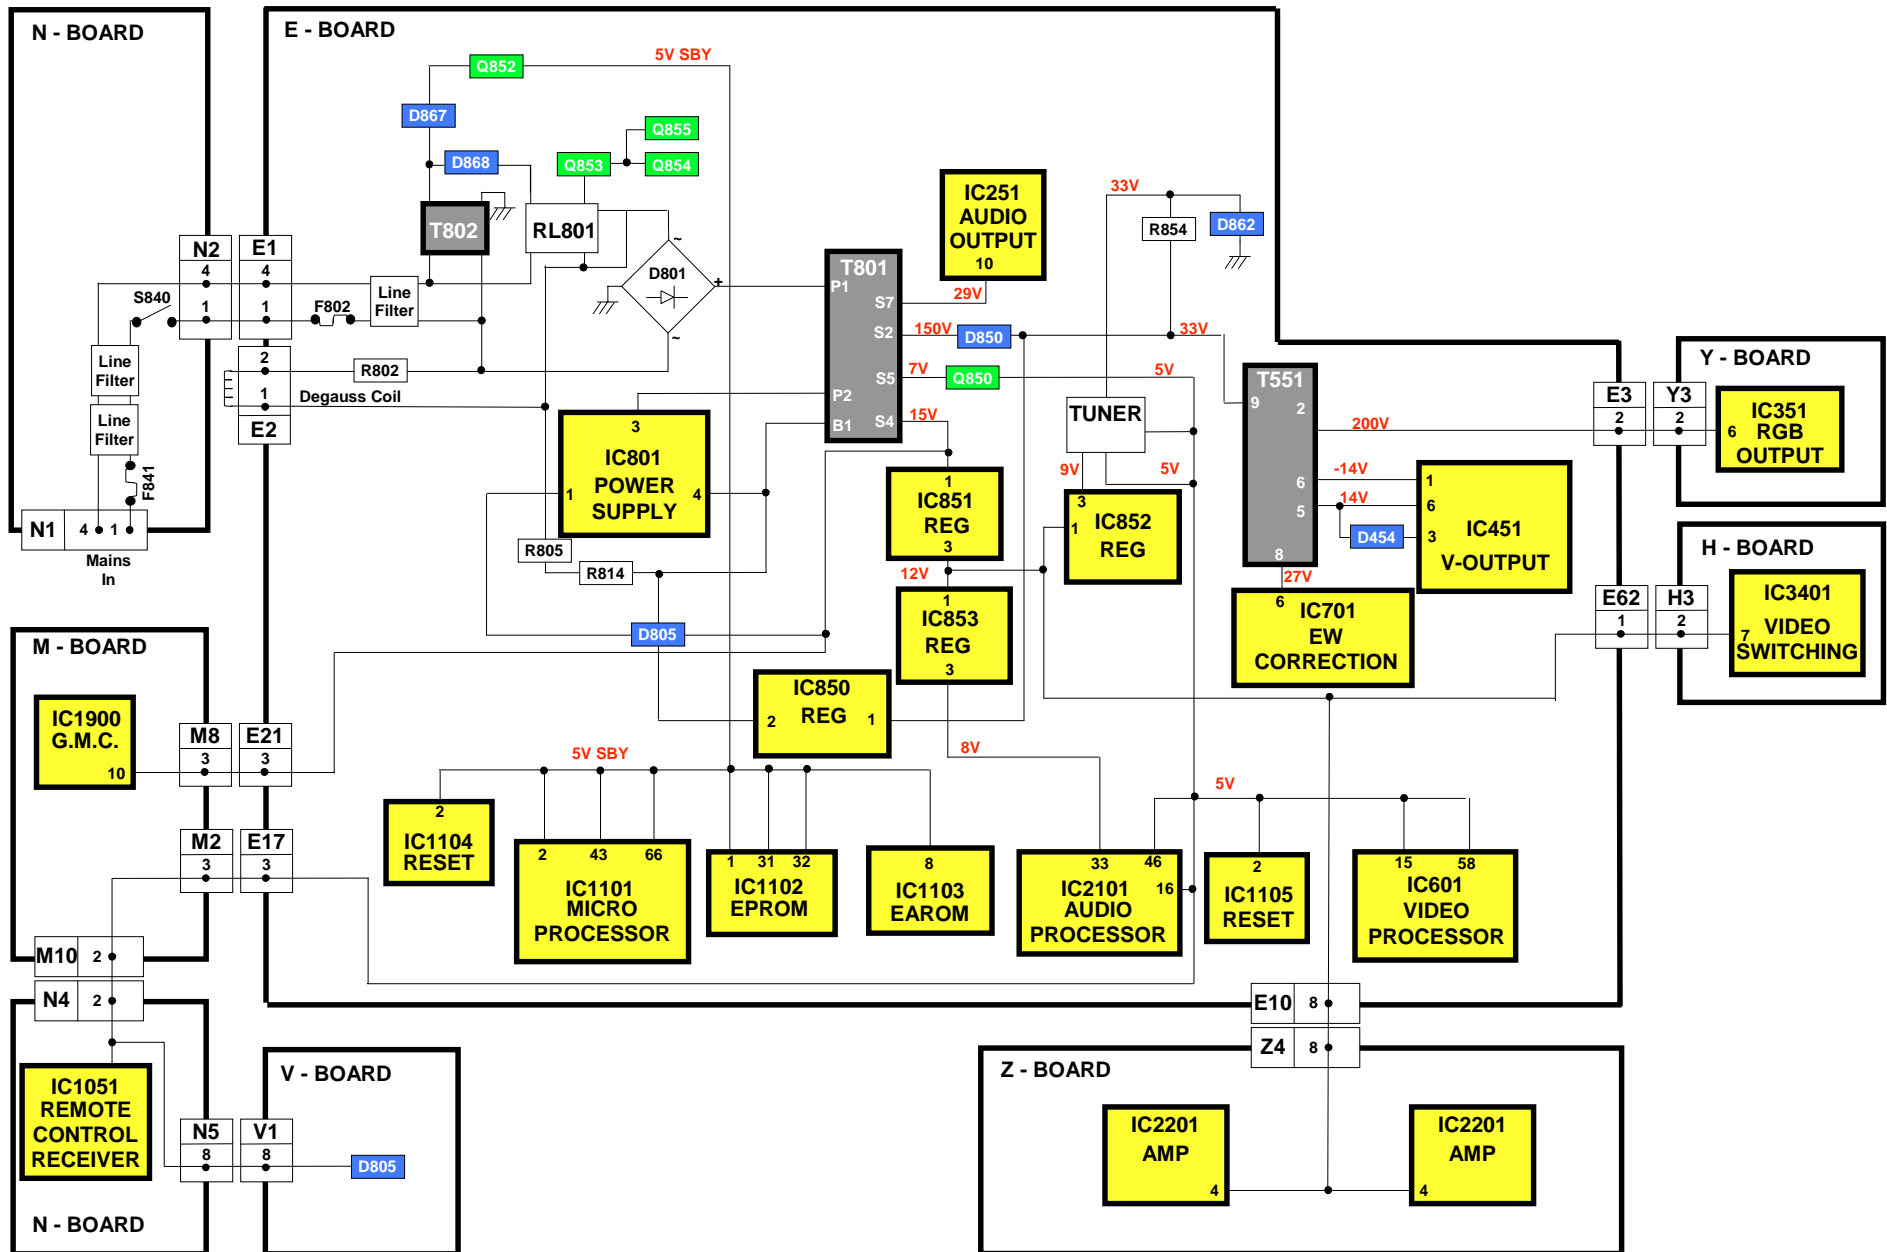 N - BOARD
E - BOARD
5V SBY
Q852
D867
Q855
D868
Q853
Q854
T802
RL801
IC251
AUDIO
OUTPUT
10
33V
R854
D862
N2
E1
4
4
1
1
S840
F802
Line
Filter
~
D801
+
~
T801
P1
S7
S2
S5
P2
B1
S4
29V
150V
D850
33V
7V
Q850
5V
15V
Line
Filter
Line
Filter
F841
2
1
E2
R802
Degauss Coil
N1
4
1
Mains
In
3
IC801
POWER
SUPPLY
1
4
R805
R814
D805
TUNER
9V
5V
1
IC851
REG
3
3
1
IC852
REG
12V
1
IC853
REG
3
IC850
REG
2
1
T551
9
2
6
5
8
200V
-14V
14V
D454
27V
1
6
3
IC451
V-OUTPUT
6
IC701
EW
CORRECTION
E3
2
Y3
2
Y - BOARD
IC351
6
RGB
OUTPUT
H - BOARD
E62
1
H3
2
IC3401
7
VIDEO
SWITCHING
M - BOARD
IC1900
G.M.C.
10
M8
3
E21
3
M2
3
E17
3
M10
2
N4
2
5V SBY
8V
5V
2
IC1104
RESET
2
43
66
IC1101
MICRO
PROCESSOR
1
31
32
IC1102
EPROM
8
IC1103
EAROM
33
46
16
IC2101
AUDIO
PROCESSOR
2
IC1105
RESET
15
58
IC601
VIDEO
PROCESSOR
E10
8
Z4
8
IC1051
REMOTE
CONTROL
RECEIVER
N - BOARD
N5
8
V1
8
V - BOARD
D805
Z - BOARD
IC2201
AMP
4
IC2201
AMP
4